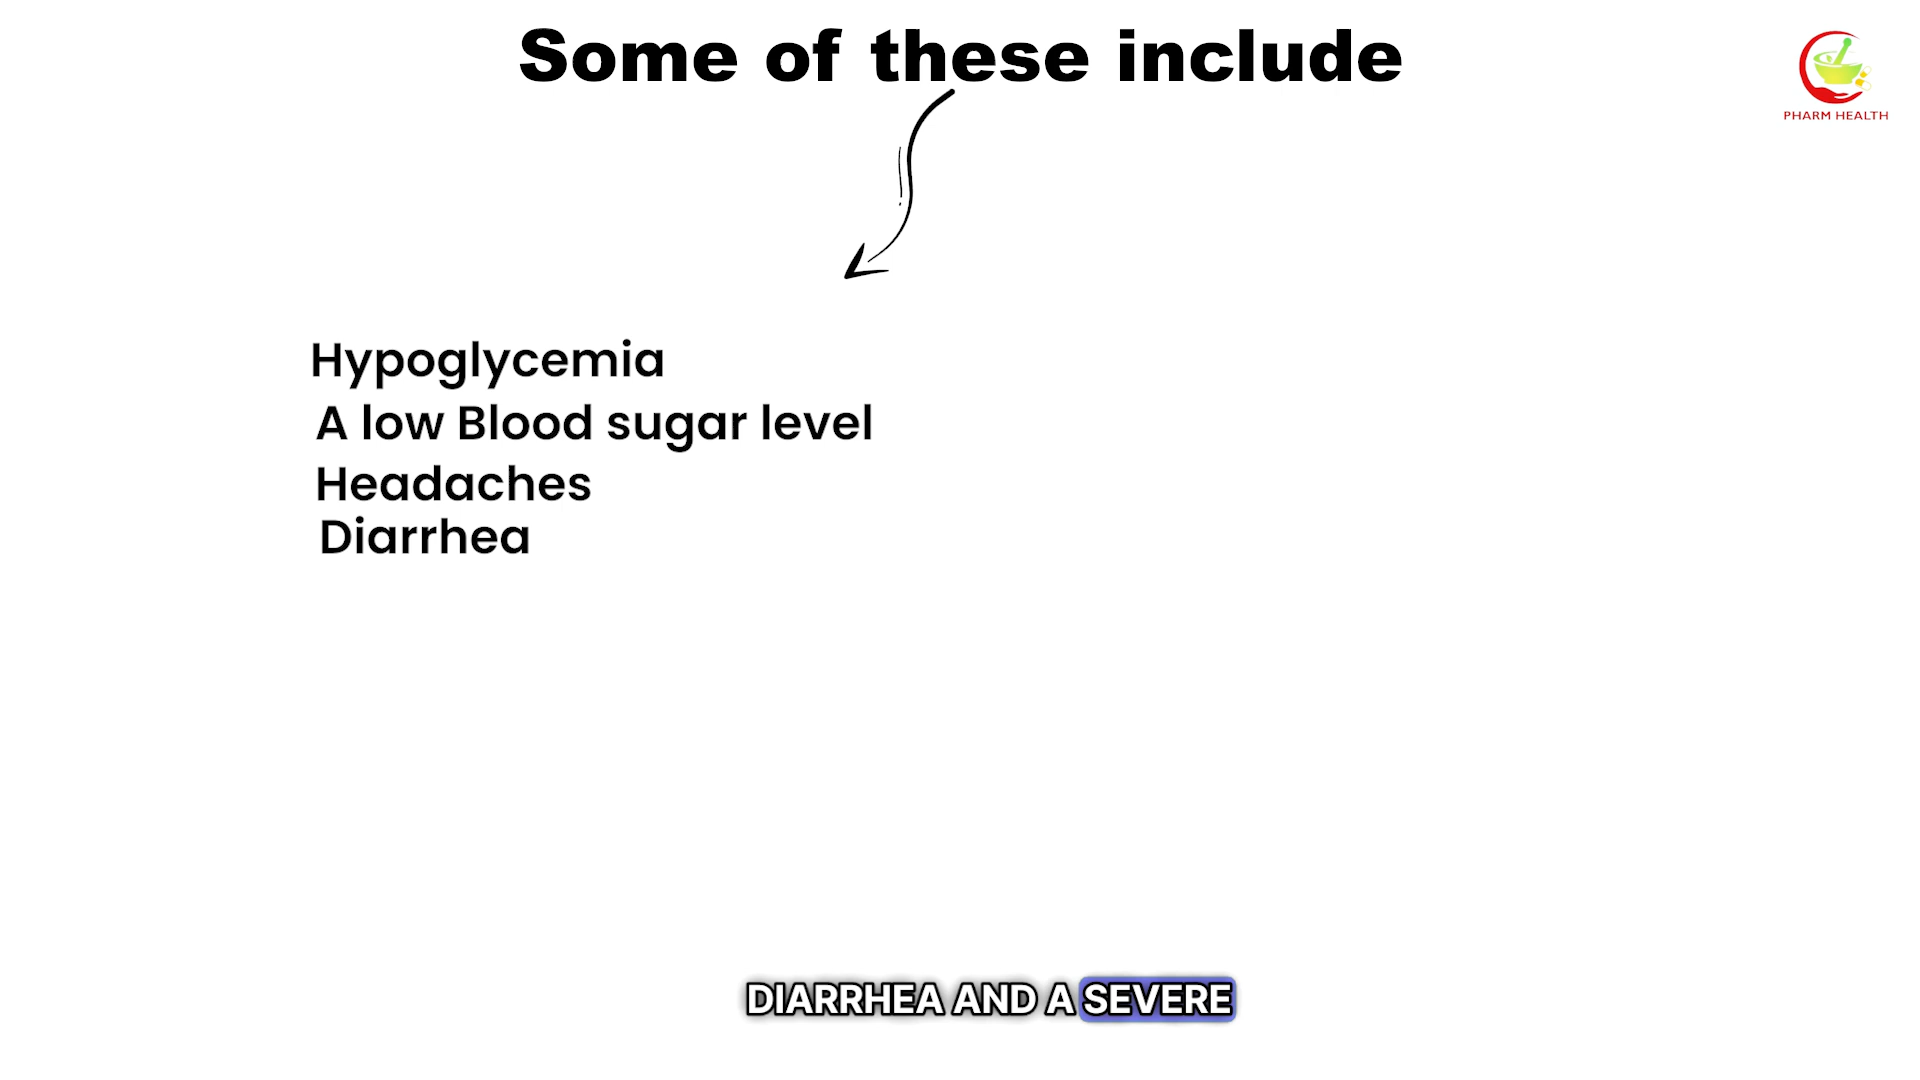 Some of these include
PHARM HEALTH
Hypoglycemia
A low Blood sugar level
Headaches
Diarrhea
DIARRHEA AND A SEVERE